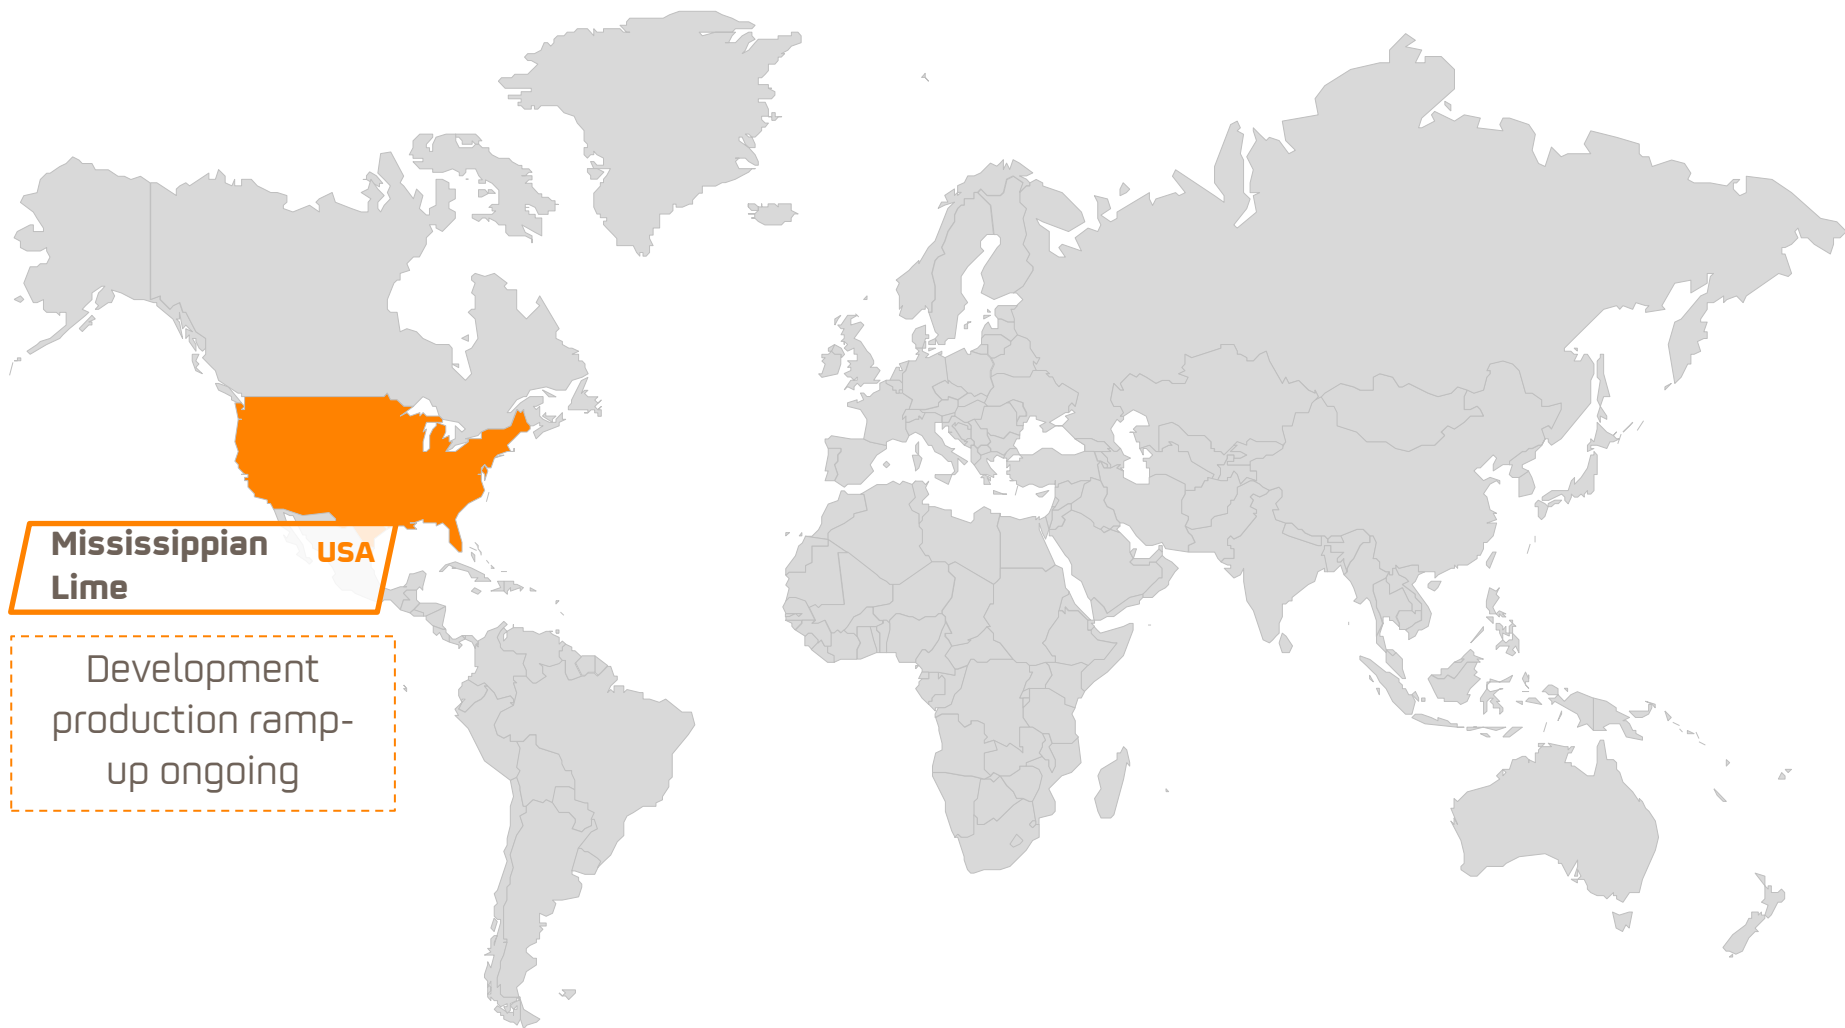 Mississippian
Lime
USA
Development
production ramp-
up ongoing